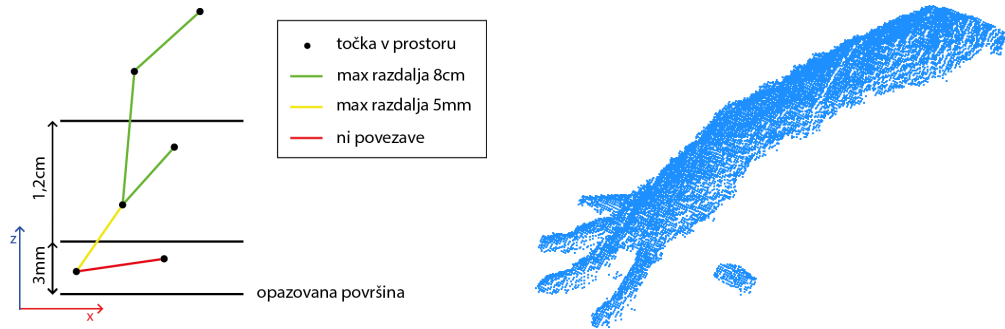 točka v prostoru
max razdalja 8cm
max razdalja 5mm
ni povezave
1,2cm
3mm
z
x
opazovana površina